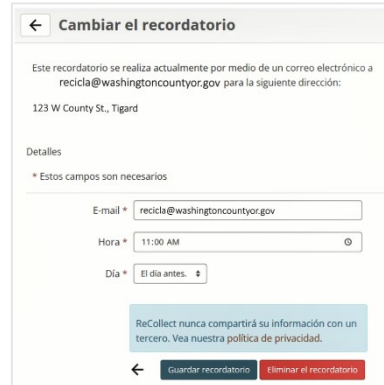 Cambiar el recordatorio
Este recordatorio se realiza actualmente por medio de un correo electrónico a
recicla@washingtoncountyor.gov para la siguiente dirección:
123 W County St., Tigard
Detalles
* Estos campos son necesarios
E-mail * recicla@washingtoncountyor.gov
Hora * 11:00 AM
Día * El día antes.
ReCollect nunca compartirá su información con un
tercero. Vea nuestra política de privacidad.
Guardar recordatorio Eliminar el recordatorio